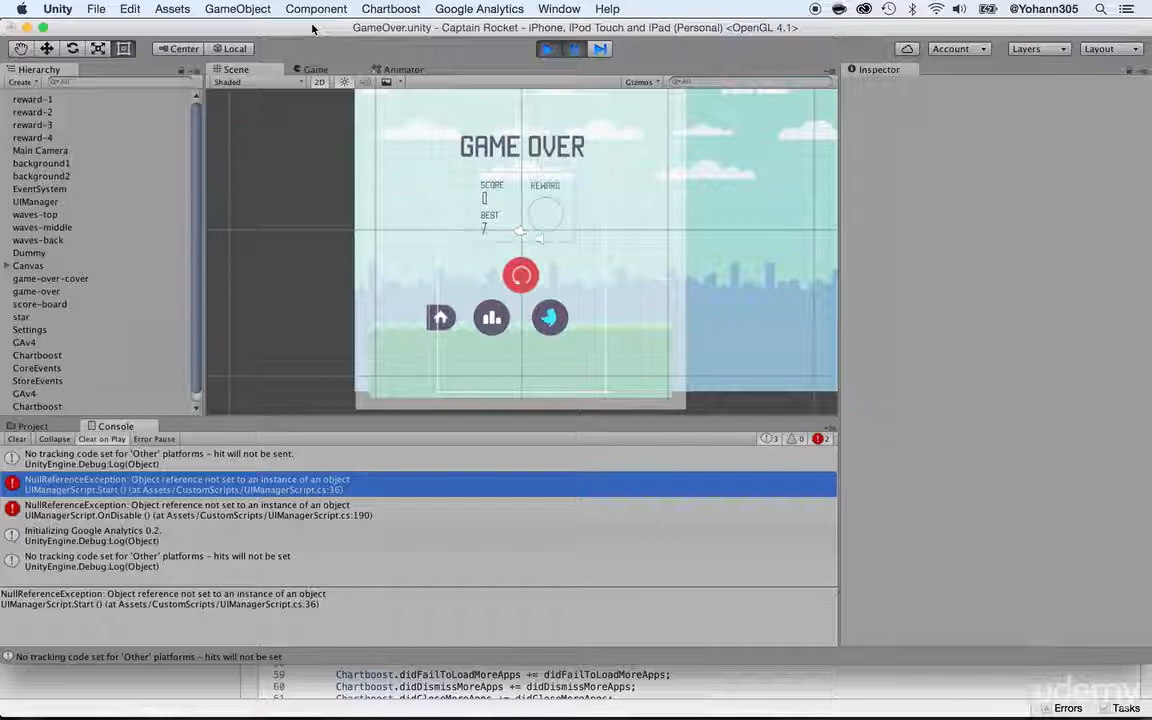 Unity File Edit Assets GameObject Component Chartboost Google Analytics Window Help @Yohann305
GameOver.unity - Captain Rocket - iPhone, iPod Touch and iPad (Personal) <OpenGL 4.1>
Center Local Account Layers Layout
Hierarchy Scene Game Animator Inspector
Create All Shaded 2D Gizmos All
reward-1
reward-2
reward-3
reward-4
Main Camera
background1
background2
EventSystem
UIManager
waves-top
waves-middle
waves-back
Dummy
Canvas
game-over-cover
game-over
score-board
star
Settings
GAv4
Chartboost
CoreEvents
StoreEvents
GAv4
Chartboost
GAME OVER
SCORE REWARD
0
BEST
7
Project Console
Clear Collapse Clear on Play Error Pause 3 0 2
No tracking code set for 'Other' platforms - hit will not be sent.
UnityEngine.Debug:Log(Object)
NullReferenceException: Object reference not set to an instance of an object
UIManagerScript.Start () (at Assets/CustomScripts/UIManagerScript.cs:36)
NullReferenceException: Object reference not set to an instance of an object
UIManagerScript.OnDisable () (at Assets/CustomScripts/UIManagerScript.cs:190)
Initializing Google Analytics 0.2.
UnityEngine.Debug:Log(Object)
No tracking code set for 'Other' platforms - hits will not be set
UnityEngine.Debug:Log(Object)
NullReferenceException: Object reference not set to an instance of an object
UIManagerScript.Start () (at Assets/CustomScripts/UIManagerScript.cs:36)
No tracking code set for 'Other' platforms - hits will not be set
59 Chartboost.didFailToLoadMoreApps += didFailToLoadMoreApps;
60 Chartboost.didDismissMoreApps += didDismissMoreApps;
61 Chartboost.didCloseMoreApps += didCloseMoreApps;
udemy
Errors Tasks